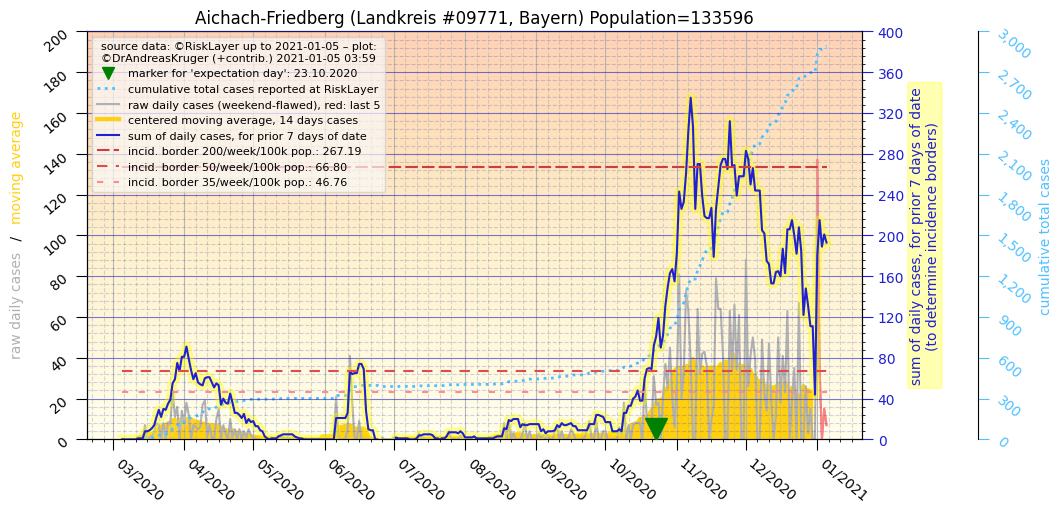 Aichach-Friedberg (Landkreis #09771, Bayern) Population=133596
source data: ©RiskLayer up to 2021-01-05 – plot:
©DrAndreasKruger (+contrib.) 2021-01-05 03:59
marker for 'expectation day': 23.10.2020
cumulative total cases reported at RiskLayer
raw daily cases (weekend-flawed), red: last 5
centered moving average, 14 days cases
sum of daily cases, for prior 7 days of date
incid. border 200/week/100k pop.: 267.19
incid. border 50/week/100k pop.: 66.80
incid. border 35/week/100k pop.: 46.76
raw daily cases / moving average
200
180
160
140
120
100
80
60
40
20
0
400
360
320
280
240
200
160
120
80
40
0
sum of daily cases, for prior 7 days of date
(to determine incidence borders)
3,000
2,700
2,400
2,100
1,800
1,500
1,200
900
600
300
0
cumulative total cases
03/2020
04/2020
05/2020
06/2020
07/2020
08/2020
09/2020
10/2020
11/2020
12/2020
01/2021